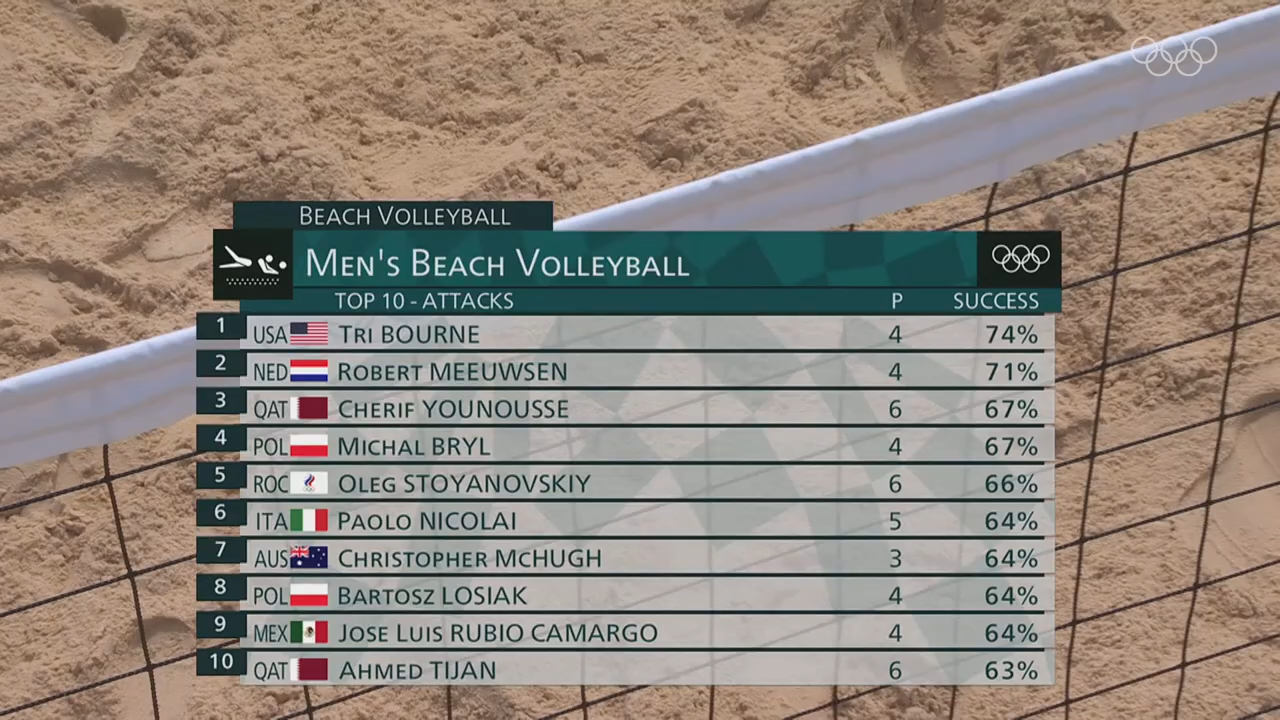 BEACH VOLLEYBALL
MEN'S BEACH VOLLEYBALL
TOP 10 - ATTACKS P SUCCESS
1 USA TRI BOURNE 4 74%
2 NED ROBERT MEEUWSEN 4 71%
3 QAT CHERIF YOUNOUSSE 6 67%
4 POL MICHAL BRYL 4 67%
5 ROC OLEG STOYANOVSKIY 6 66%
6 ITA PAOLO NICOLAI 5 64%
7 AUS CHRISTOPHER McHUGH 3 64%
8 POL BARTOSZ LOSIAK 4 64%
9 MEX JOSE LUIS RUBIO CAMARGO 4 64%
10 QAT AHMED TIJAN 6 63%